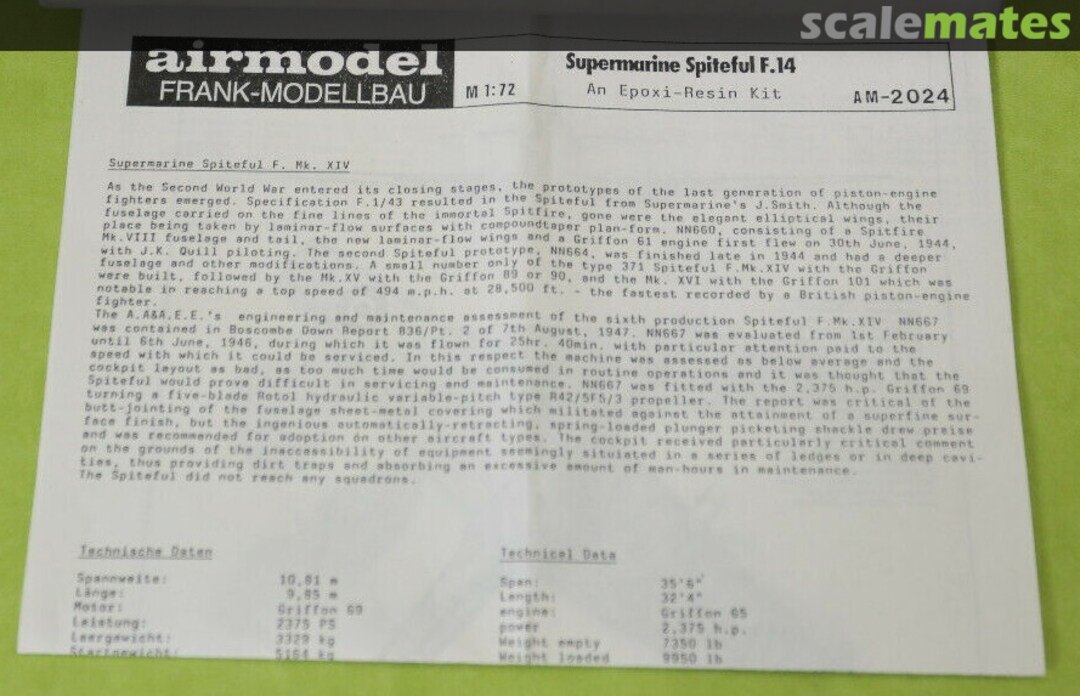 scalemates
airmodel
FRANK-MODELLBAU
M 1:72
Supermarine Spiteful F.14
An Epoxi-Resin Kit
AM-2024
Supermarine Spiteful F. Mk. XIV
As the Second World War entered its closing stages, the prototypes of the last generation of piston-engine
fighters emerged. Specification F.1/43 resulted in the Spiteful from Supermarine's J.Smith. Although the
fuselage carried on the fine lines of the immortal Spitfire, gone were the elegant elliptical wings, their
place being taken by laminar-flow surfaces with compoundtaper plan-form. NN660, consisting of a Spitfire
Mk.VIII fuselage and tail, the new laminar-flow wings and a Griffon 61 engine first flew on 30th June, 1944,
with J.K. Quill piloting. The second Spiteful prototype, NN664, was finished late in 1944 and had a deeper
fuselage and other modifications. A small number only of the type 371 Spiteful F.Mk.XIV with the Griffon
were built, followed by the Mk.XV with the Griffon 89 or 90, and the Mk. XVI with the Griffon 101 which was
notable in reaching a top speed of 494 m.p.h. at 28,500 ft. - the fastest recorded by a British piston-engine
fighter.
The A.A&A.E.E.'s engineering and maintenance assessment of the sixth production Spiteful F.Mk.XIV NN667
was contained in Boscombe Down Report 836/Pt. 2 of 7th August, 1947. NN667 was evaluated from 1st February
until 6th June, 1946, during which it was flown for 25hr. 40min. with particular attention paid to the
speed with which it could be serviced. In this respect the machine was assessed as below average and the
cockpit layout as bad, as too much time would be consumed in routine operations and it was thought that the
Spiteful would prove difficult in servicing and maintenance. NN667 was fitted with the 2,375 h.p. Griffon 69
turning a five-blade Rotol hydraulic variable-pitch type R42/5F5/3 propeller. The report was critical of the
butt-jointing of the fuselage sheet-metal covering which militated against the attainment of a superfine sur-
face finish, but the ingenious automatically-retracting, spring-loaded plunger picketing shackle drew preise
and was recommended for adoption on other aircraft types. The cockpit received particularly critical comment
on the grounds of the inaccessibility of equipment seemingly situiated in a series of ledges or in deep cavi-
ties, thus providing dirt traps and absorbing an excessive amount of man-hours in maintenance.
The Spiteful did not reach any squadrons.
Technische Daten
Technical Data
Spannweite: 10,81 m
Span: 35'6"
Länge: 9,85 m
Length: 32'4"
Motor: Griffon 69
engine: Griffon 65
Leistung: 2375 PS
power 2,375 h.p.
Leergewicht: 3329 kg
Weight empty 7350 lb
Startgewicht: 5164 kg
Weight loaded 9950 lb